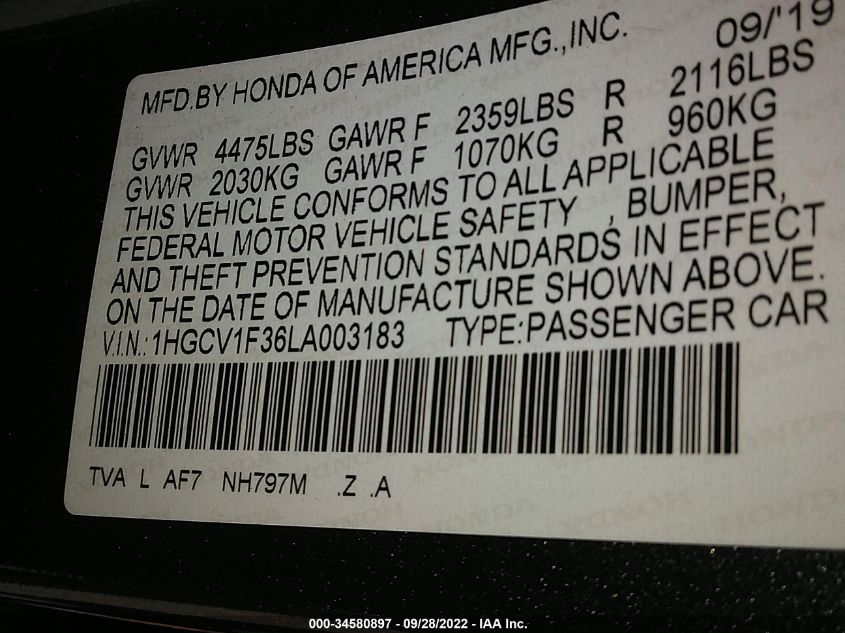 MFD.BY HONDA OF AMERICA MFG.,INC. 09/'19
GVWR 4475LBS GAWR F 2359LBS R 2116LBS
GVWR 2030KG GAWR F 1070KG R 960KG
THIS VEHICLE CONFORMS TO ALL APPLICABLE
FEDERAL MOTOR VEHICLE SAFETY , BUMPER,
AND THEFT PREVENTION STANDARDS IN EFFECT
ON THE DATE OF MANUFACTURE SHOWN ABOVE.
V.I.N.: 1HGCV1F36LA003183 TYPE:PASSENGER CAR
TVA L AF7 NH797M .Z .A
000-34580897 - 09/28/2022 - IAA Inc.